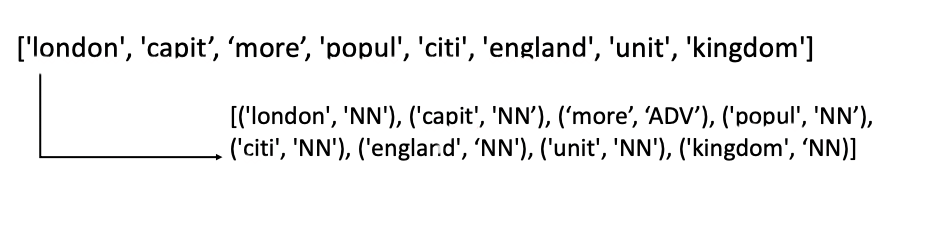 ['london', 'capit’, ‘more’, 'popul', 'citi', 'england', 'unit', 'kingdom']
[('london', 'NN'), ('capit', 'NN’), (‘more’, ‘ADV’), ('popul', 'NN’),
('citi', 'NN'), ('england', ‘NN'), ('unit', 'NN'), ('kingdom', ‘NN)]